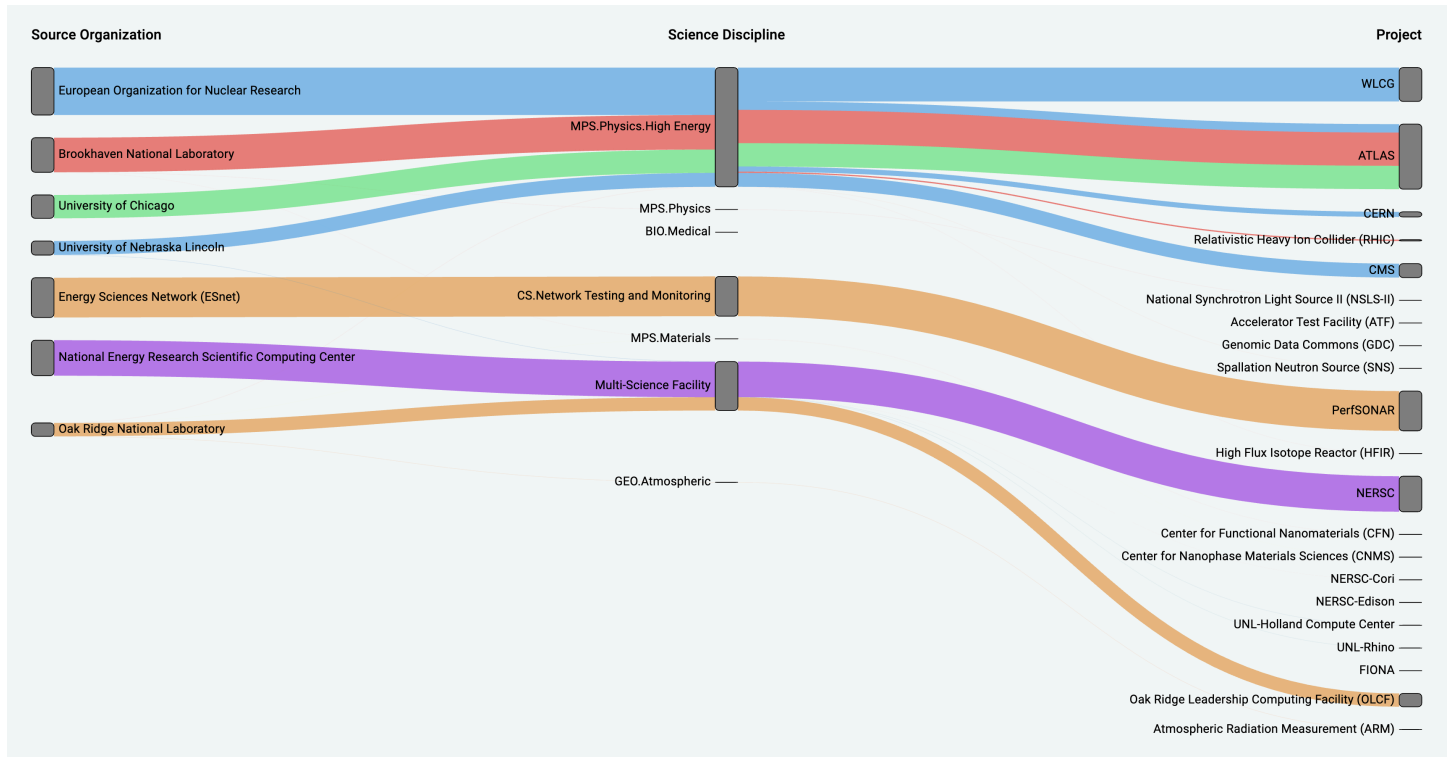 Source Organization
Science Discipline
Project
European Organization for Nuclear Research
Brookhaven National Laboratory
University of Chicago
University of Nebraska Lincoln
Energy Sciences Network (ESnet)
National Energy Research Scientific Computing Center
Oak Ridge National Laboratory
MPS.Physics.High Energy
MPS.Physics
BIO.Medical
CS.Network Testing and Monitoring
MPS.Materials
Multi-Science Facility
GEO.Atmospheric
WLCG
ATLAS
CERN
Relativistic Heavy Ion Collider (RHIC)
CMS
National Synchrotron Light Source II (NSLS-II)
Accelerator Test Facility (ATF)
Genomic Data Commons (GDC)
Spallation Neutron Source (SNS)
PerfSONAR
High Flux Isotope Reactor (HFIR)
NERSC
Center for Functional Nanomaterials (CFN)
Center for Nanophase Materials Sciences (CNMS)
NERSC-Cori
NERSC-Edison
UNL-Holland Compute Center
UNL-Rhino
FIONA
Oak Ridge Leadership Computing Facility (OLCF)
Atmospheric Radiation Measurement (ARM)